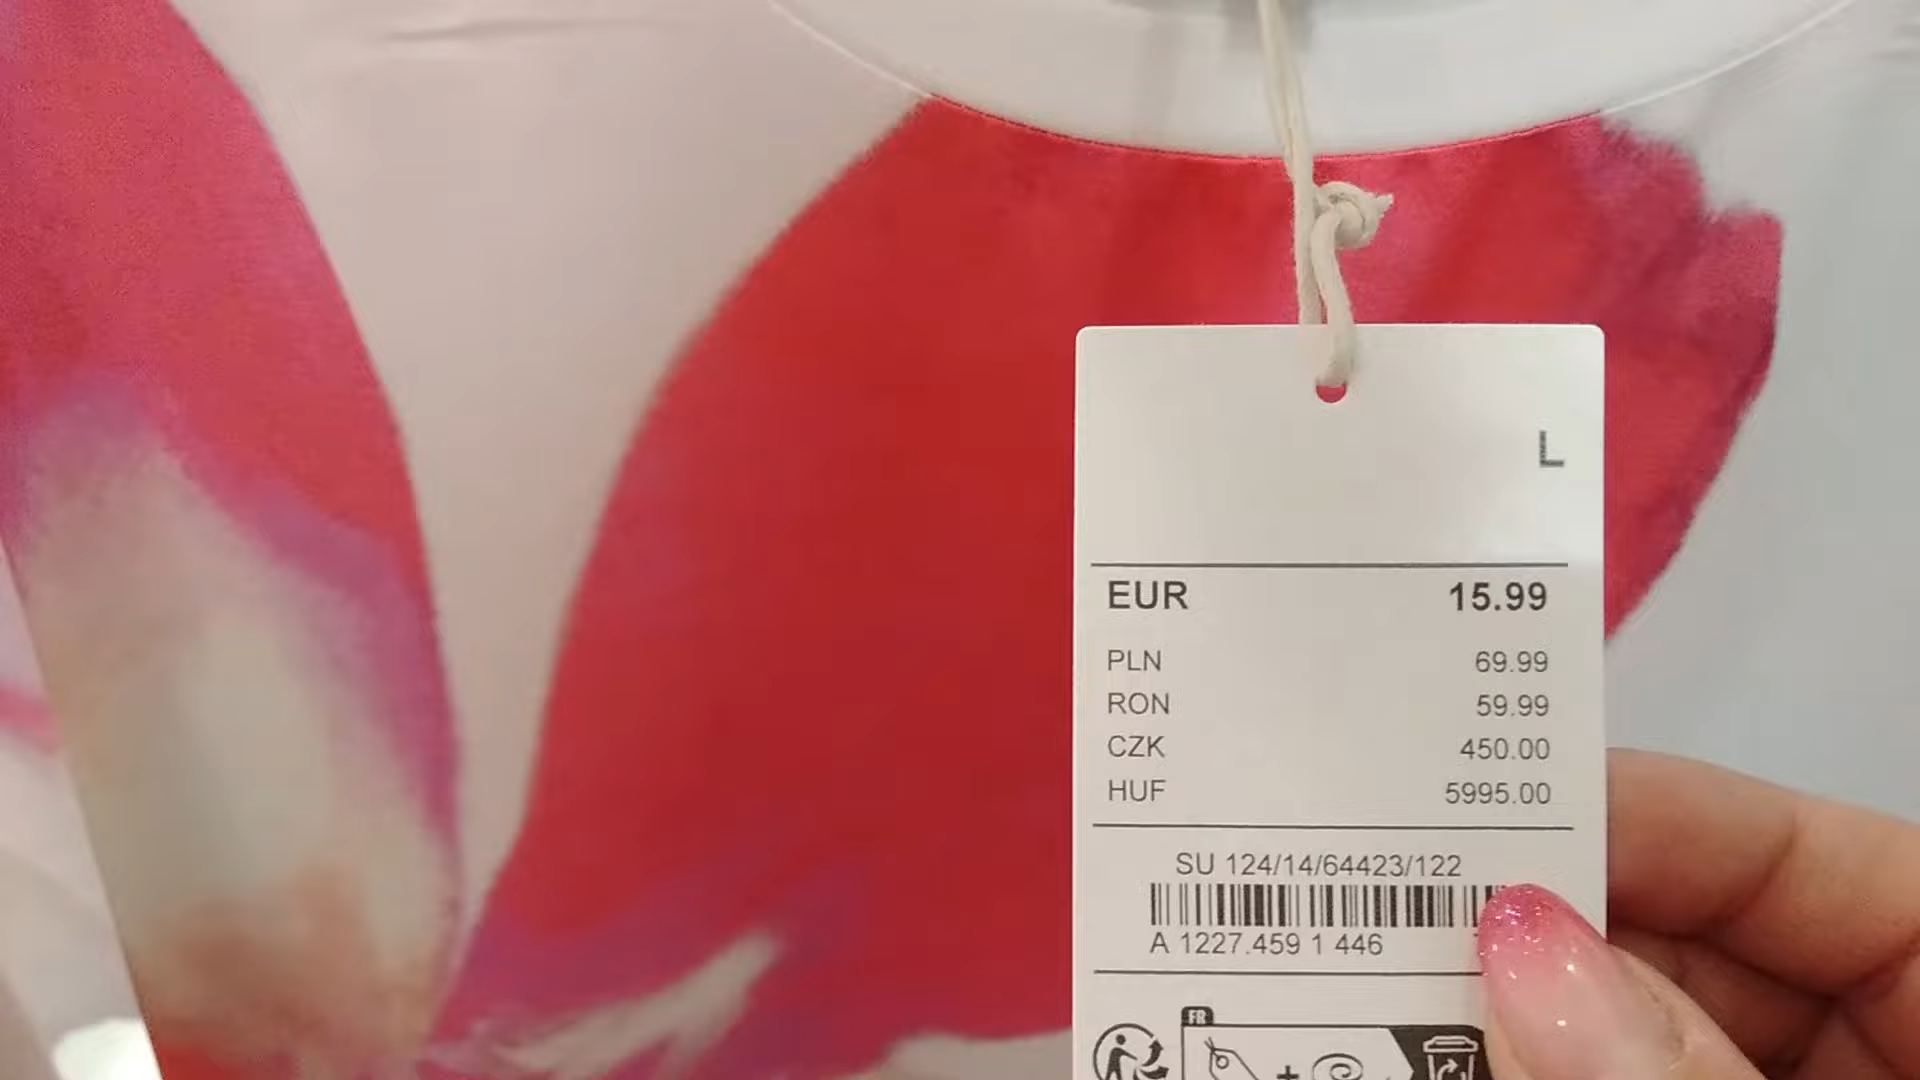 L
EUR 15.99
PLN 69.99
RON 59.99
CZK 450.00
HUF 5995.00
SU 124/14/64423/122
A 1227.459 1 446
FR
+